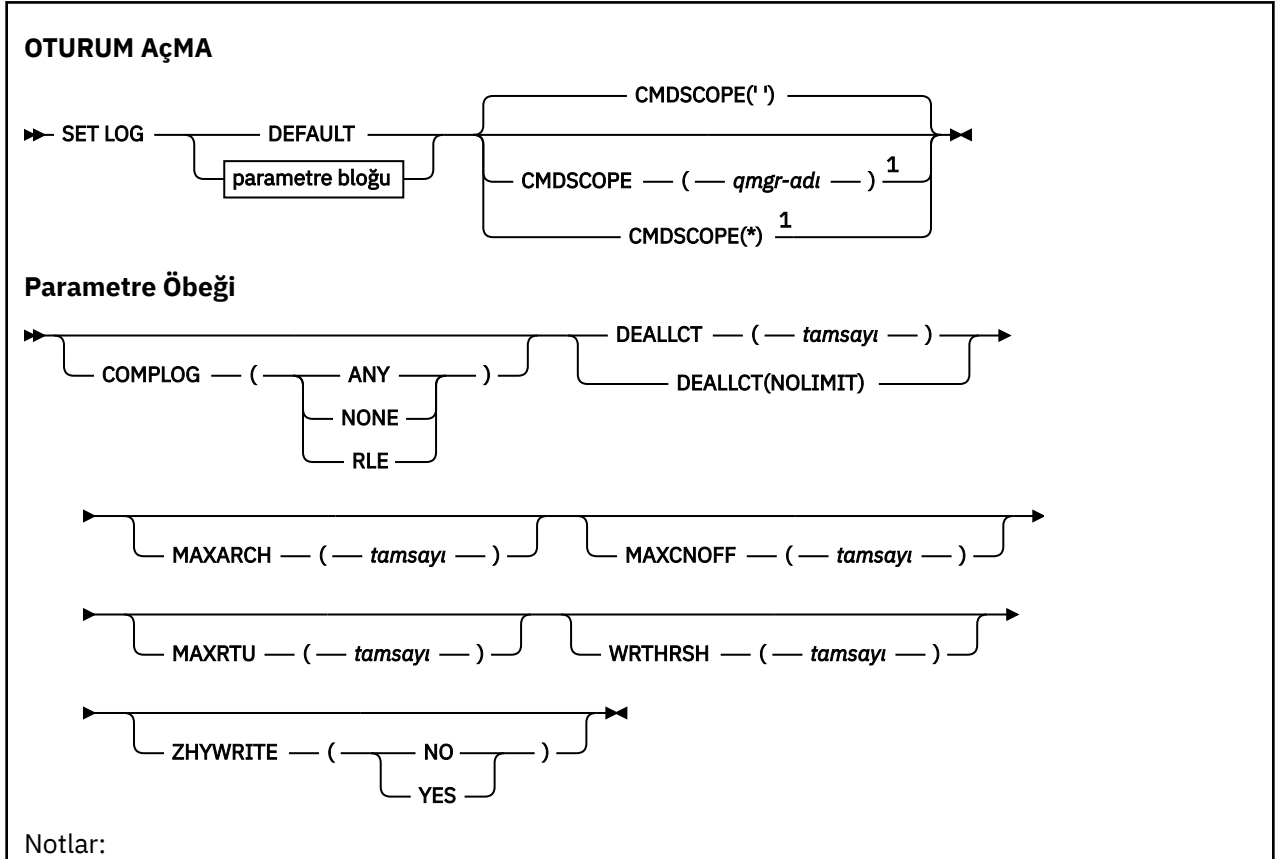 OTURUM AçMA
CMDSCOPE(' ')
SET LOG DEFAULT
parametre bloğu
CMDSCOPE ( qmgr-adı ) 1
CMDSCOPE(*) 1
Parametre Öbeği
DEALLCT ( tamsayı )
COMPLOG ( ANY )
DEALLCT(NOLIMIT)
NONE
RLE
MAXARCH ( tamsayı ) MAXCNOFF ( tamsayı )
MAXRTU ( tamsayı ) WRTHRSH ( tamsayı )
ZHYWRITE ( NO )
YES
Notlar: